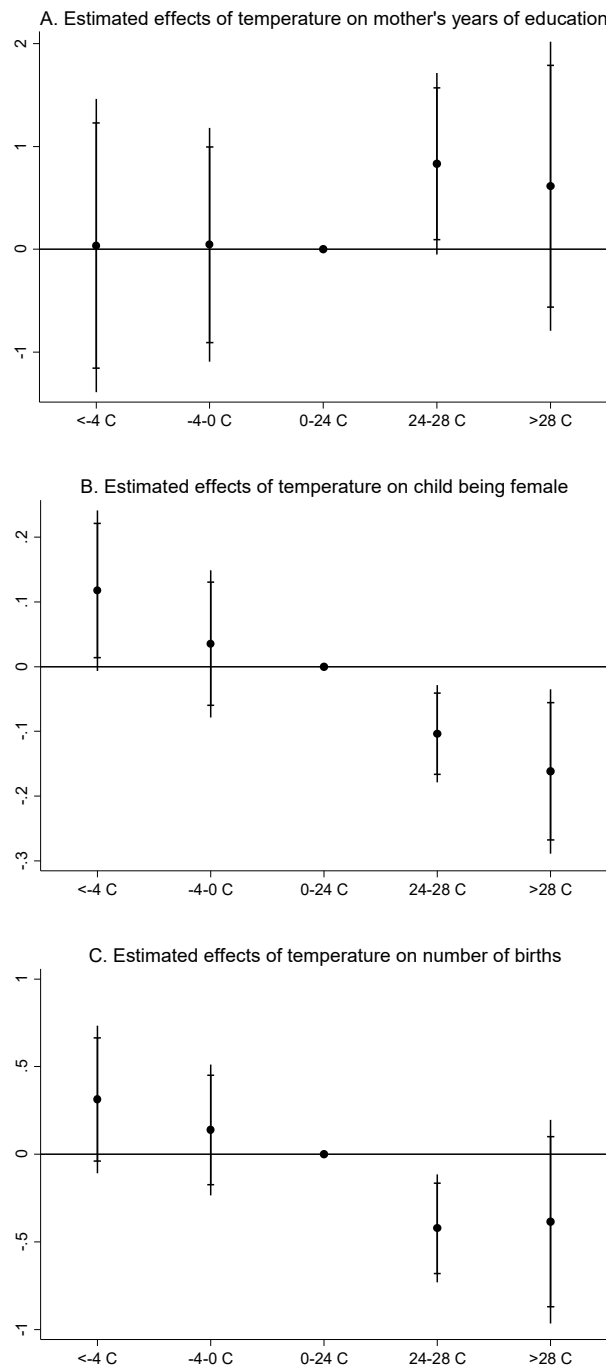 A. Estimated effects of temperature on mother's years of education
2
1
0
-1
<-4 C -4-0 C 0-24 C 24-28 C >28 C
B. Estimated effects of temperature on child being female
.2
.1
0
-.1
-.2
-.3
<-4 C -4-0 C 0-24 C 24-28 C >28 C
C. Estimated effects of temperature on number of births
1
.5
0
-.5
-1
<-4 C -4-0 C 0-24 C 24-28 C >28 C